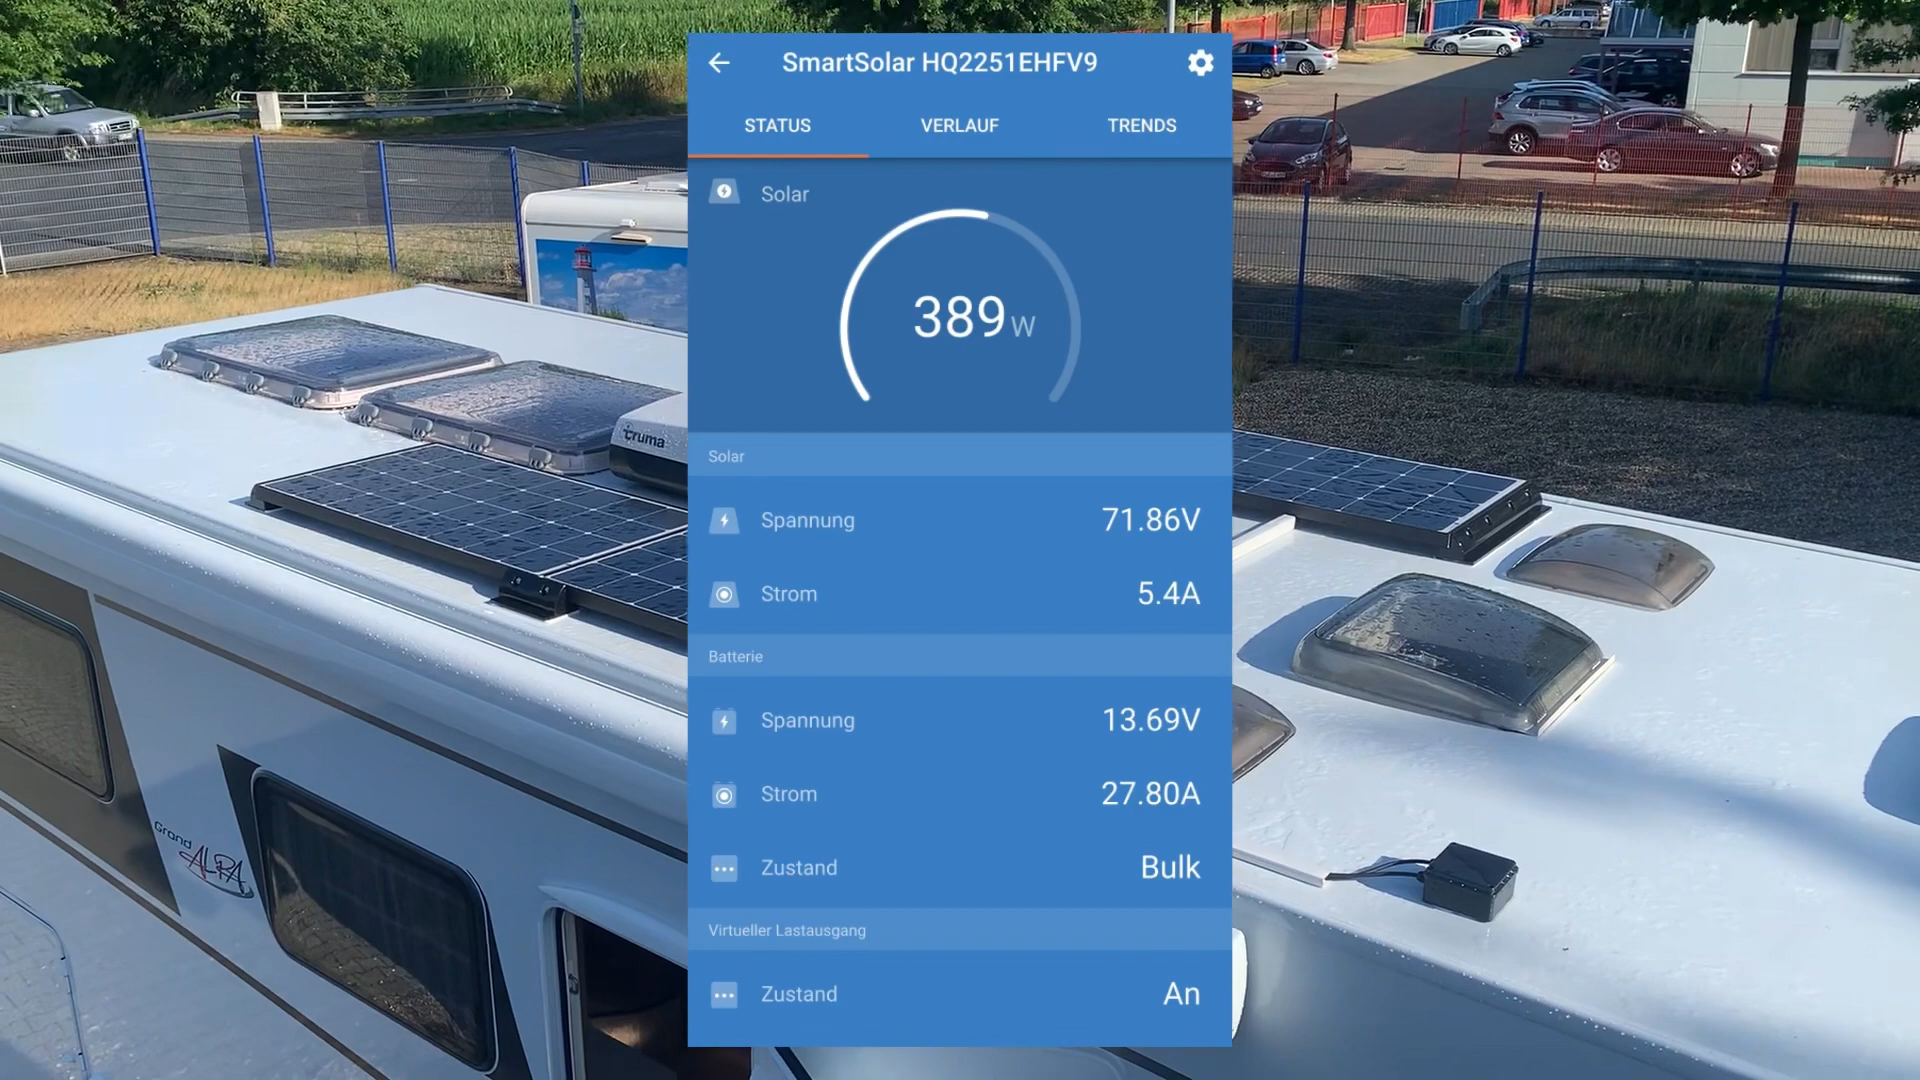 SmartSolar HQ2251EHFV9
STATUS VERLAUF TRENDS
Solar
389W
Solar
Spannung 71.86V
Strom 5.4A
Batterie
Spannung 13.69V
Strom 27.80A
Zustand Bulk
Virtueller Lastausgang
Zustand An
truma
Grand
ALPA